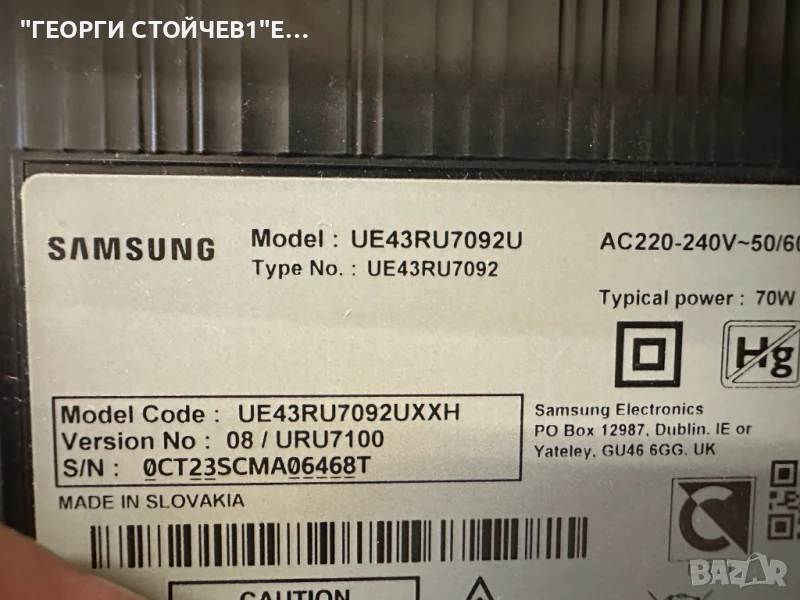 "ГЕОРГИ СТОЙЧЕВ1"Е...
SAMSUNG
Model : UE43RU7092U
Type No. : UE43RU7092
AC220-240V~50/60
Typical power : 70W
Hg
Model Code : UE43RU7092UXXH
Version No : 08 / URU7100
S/N : 0CT23SCMA06468T
Samsung Electronics
PO Box 12987, Dublin. IE or
Yateley, GU46 6GG. UK
MADE IN SLOVAKIA
CAUTION
BAZAR